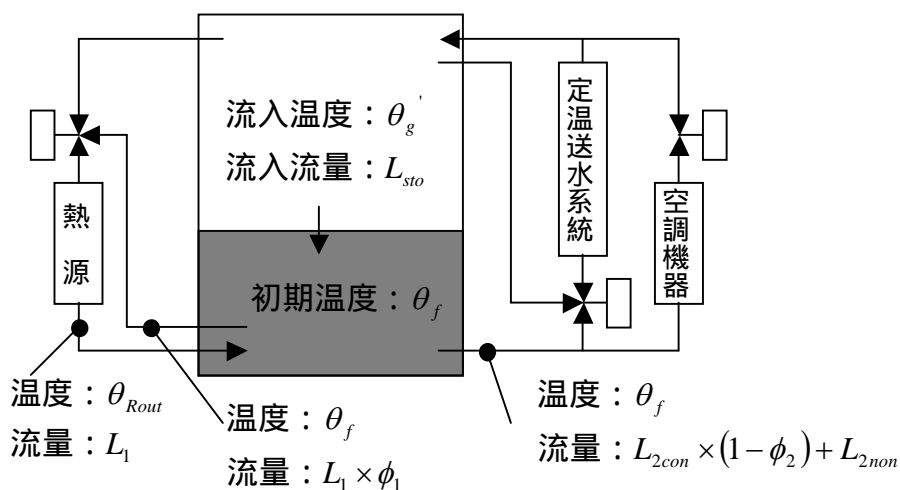 流入温度：θg'
流入流量：Lsto
初期温度：θf
熱源
定温送水系統
空調機器
温度：θRout
流量：L1
温度：θf
流量：L1×φ1
温度：θf
流量：L2con×(1−φ2)+L2non